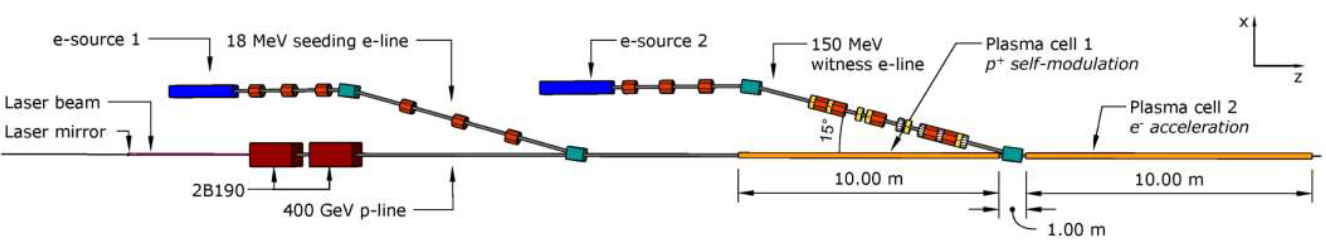 e-source 1
18 MeV seeding e-line
e-source 2
150 MeV
witness e-line
Plasma cell 1
p⁺ self-modulation
x
z
Laser beam
Laser mirror
Plasma cell 2
e⁻ acceleration
15°
2B190
400 GeV p-line
10.00 m
10.00 m
1.00 m